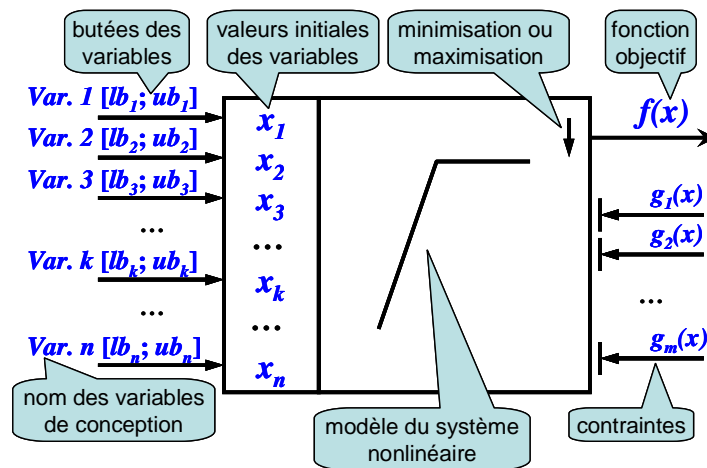 butées des
variables
valeurs initiales
des variables
minimisation ou
maximisation
fonction
objectif
Var. 1 [lb1; ub1]
Var. 2 [lb2; ub2]
Var. 3 [lb3; ub3]
...
Var. k [lbk; ubk]
...
Var. n [lbn; ubn]
x1
x2
x3
...
xk
...
xn
f(x)
g1(x)
g2(x)
...
gm(x)
nom des variables
de conception
modèle du système
nonlinéaire
contraintes